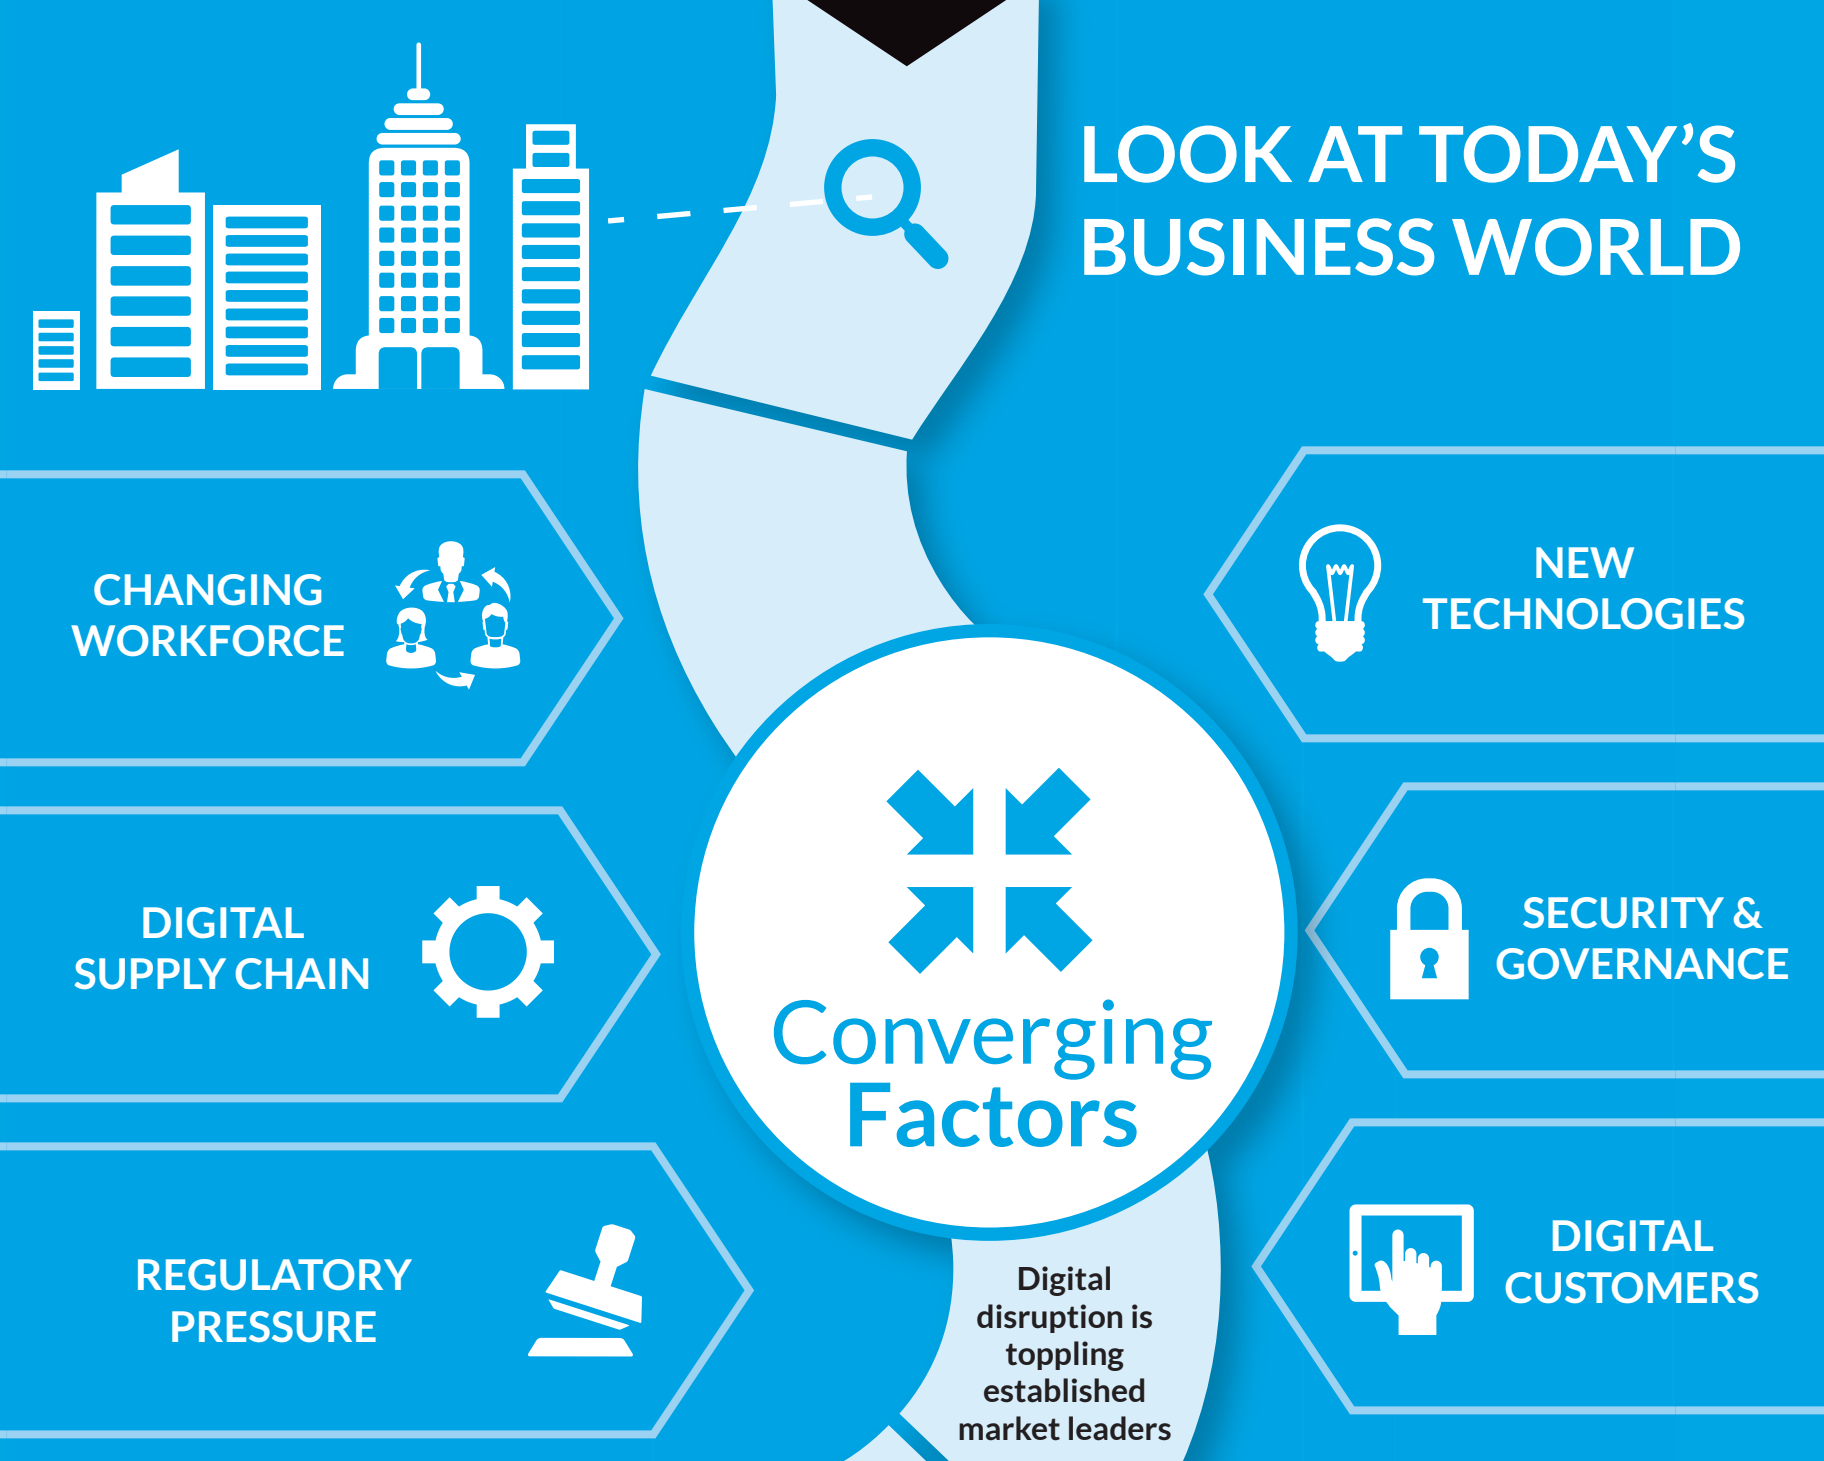 LOOK AT TODAY’S
BUSINESS WORLD
CHANGING
WORKFORCE
NEW
TECHNOLOGIES
DIGITAL
SUPPLY CHAIN
SECURITY &
GOVERNANCE
Converging
Factors
REGULATORY
PRESSURE
DIGITAL
CUSTOMERS
Digital
disruption is
toppling
established
market leaders